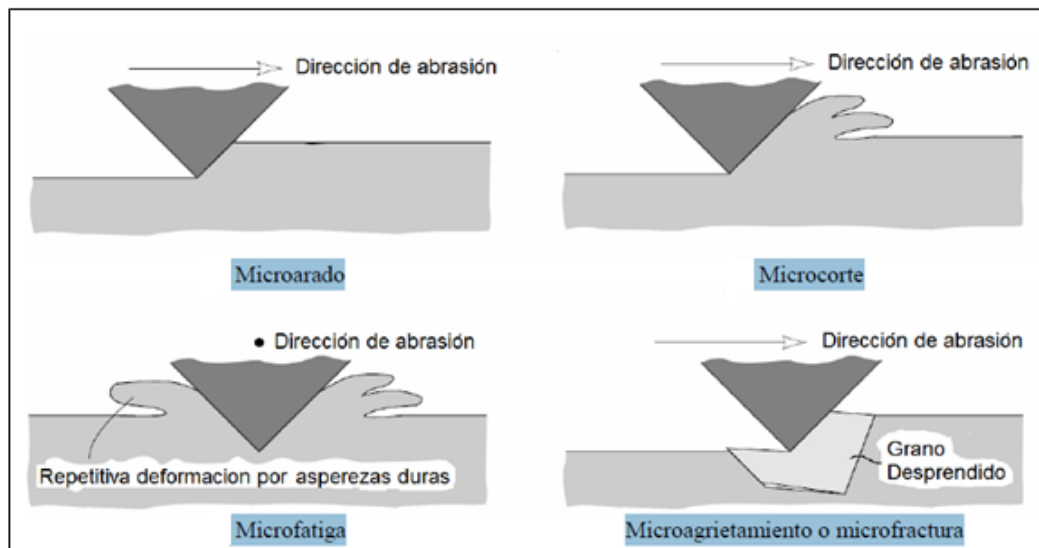 Dirección de abrasión
Microarado
Dirección de abrasión
Microcorte
Dirección de abrasión
Repetitiva deformacion por asperezas duras
Microfatiga
Dirección de abrasión
Grano
Desprendido
Microagrietamiento o microfractura